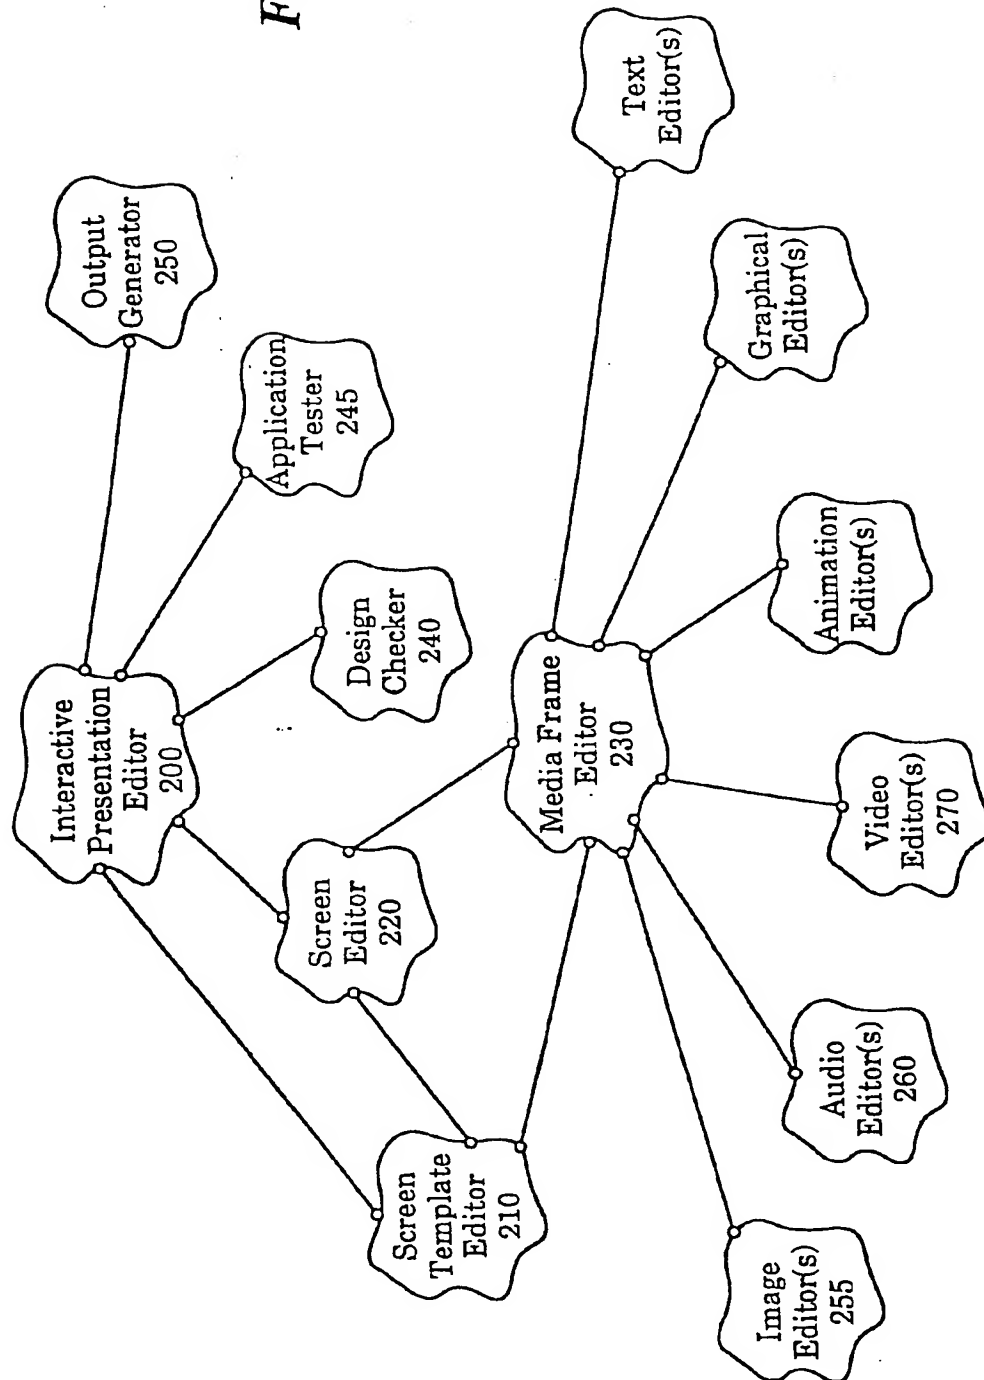 F
Interactive
Presentation
Editor
200
Output
Generator
250
Application
Tester
245
Design
Checker
240
Screen
Editor
220
Screen
Template
Editor
210
Media Frame
Editor
230
Image
Editor(s)
255
Audio
Editor(s)
260
Video
Editor(s)
270
Animation
Editor(s)
Graphical
Editor(s)
Text
Editor(s)